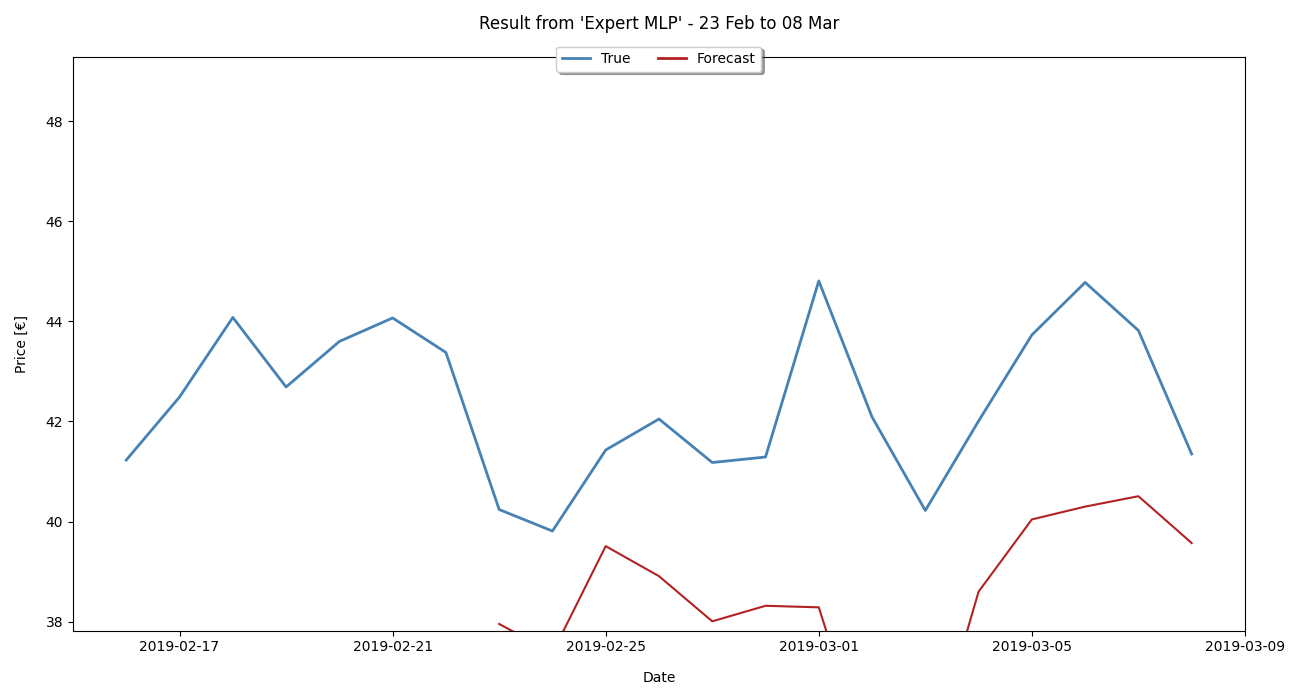 Result from 'Expert MLP' - 23 Feb to 08 Mar
True Forecast
48
46
44
42
40
38
Price [€]
2019-02-17 2019-02-21 2019-02-25 2019-03-01 2019-03-05 2019-03-09
Date